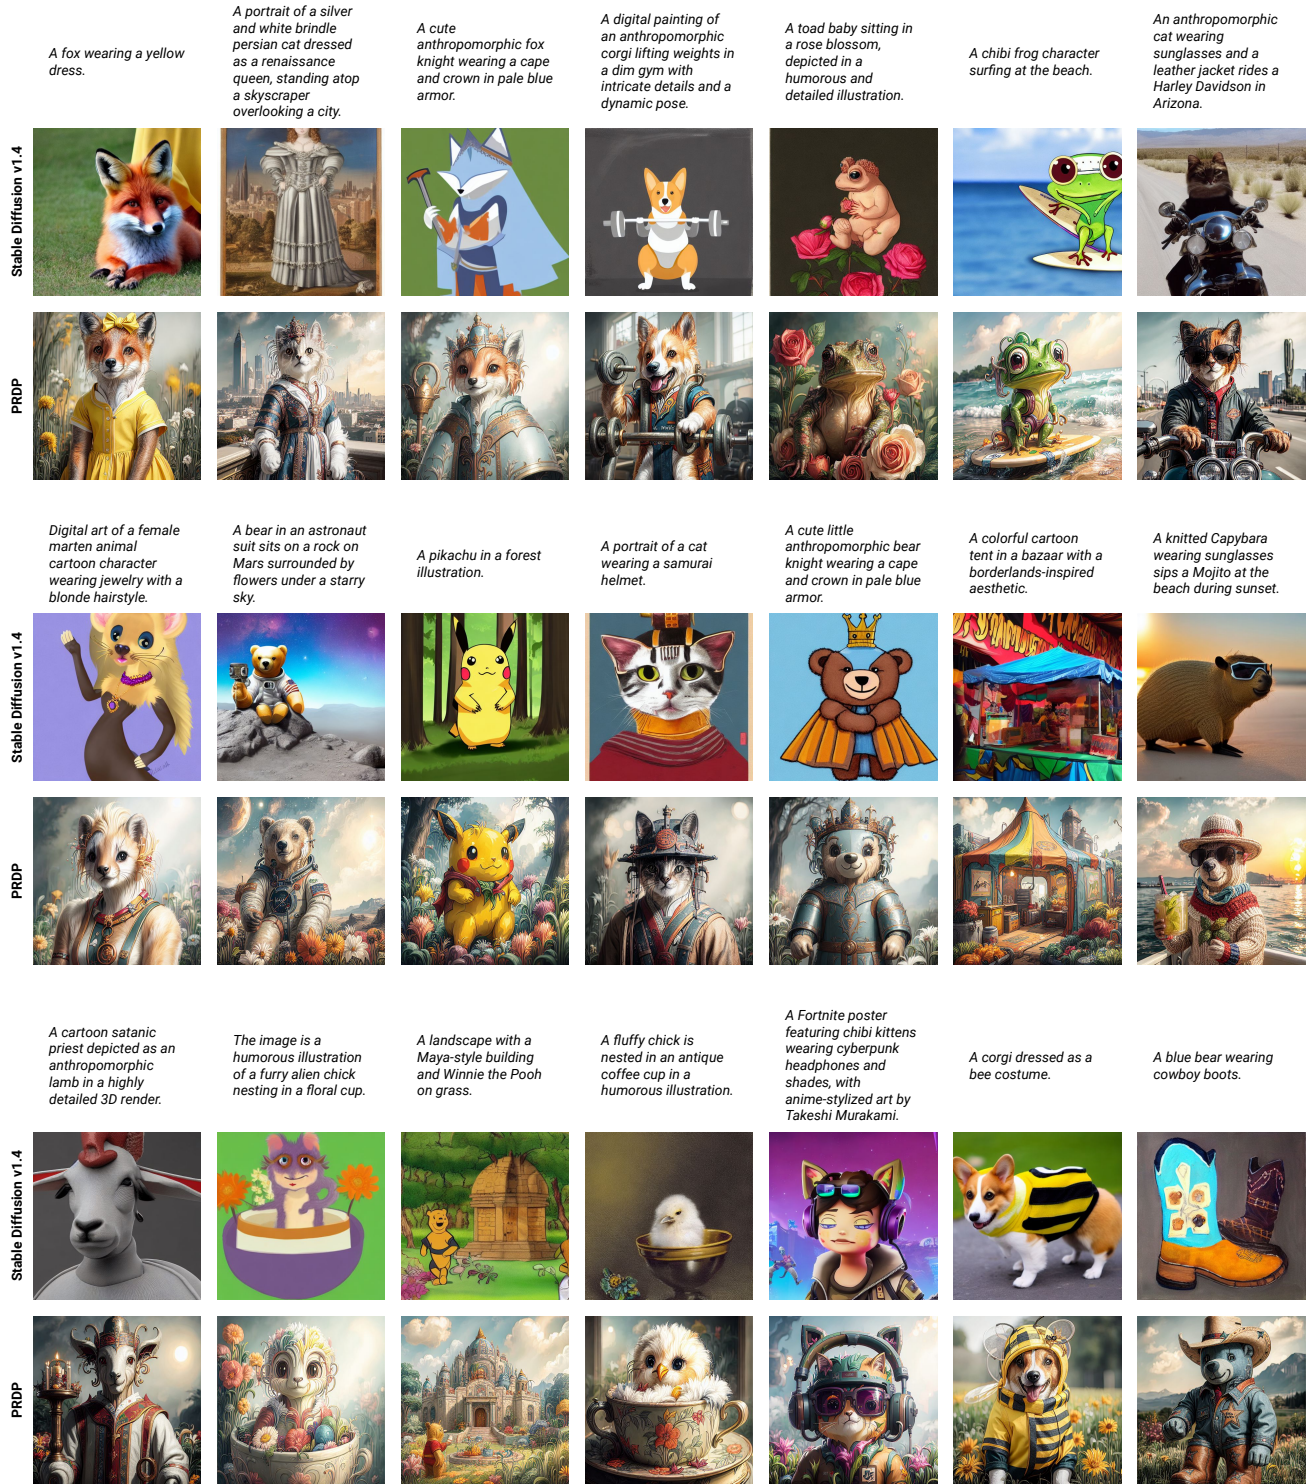 A fox wearing a yellow
dress.
A portrait of a silver
and white brindle
persian cat dressed
as a renaissance
queen, standing atop
a skyscraper
overlooking a city.
A cute
anthropomorphic fox
knight wearing a cape
and crown in pale blue
armor.
A digital painting of
an anthropomorphic
corgi lifting weights in
a dim gym with
intricate details and a
dynamic pose.
A toad baby sitting in
a rose blossom,
depicted in a
humorous and
detailed illustration.
A chibi frog character
surfing at the beach.
An anthropomorphic
cat wearing
sunglasses and a
leather jacket rides a
Harley Davidson in
Arizona.
Stable Diffusion v1.4
PRDP
Digital art of a female
marten animal
cartoon character
wearing jewelry with a
blonde hairstyle.
A bear in an astronaut
suit sits on a rock on
Mars surrounded by
flowers under a starry
sky.
A pikachu in a forest
illustration.
A portrait of a cat
wearing a samurai
helmet.
A cute little
anthropomorphic bear
knight wearing a cape
and crown in pale blue
armor.
A colorful cartoon
tent in a bazaar with a
borderlands-inspired
aesthetic.
A knitted Capybara
wearing sunglasses
sips a Mojito at the
beach during sunset.
Stable Diffusion v1.4
PRDP
A cartoon satanic
priest depicted as an
anthropomorphic
lamb in a highly
detailed 3D render.
The image is a
humorous illustration
of a furry alien chick
nesting in a floral cup.
A landscape with a
Maya-style building
and Winnie the Pooh
on grass.
A fluffy chick is
nested in an antique
coffee cup in a
humorous illustration.
A Fortnite poster
featuring chibi kittens
wearing cyberpunk
headphones and
shades, with
anime-stylized art by
Takeshi Murakami.
A corgi dressed as a
bee costume.
A blue bear wearing
cowboy boots.
Stable Diffusion v1.4
PRDP